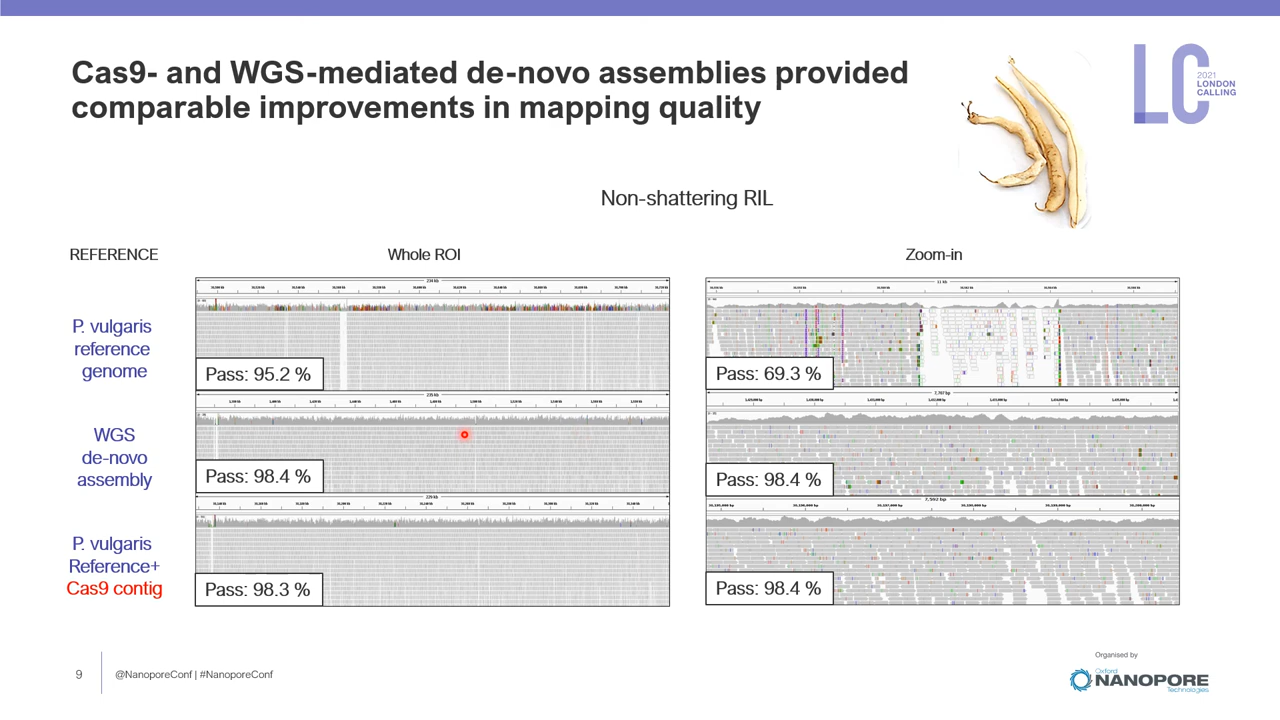 Cas9- and WGS-mediated de-novo assemblies provided
comparable improvements in mapping quality
LC
2021
LONDON
CALLING
Non-shattering RIL
REFERENCE
Whole ROI
Zoom-in
P. vulgaris
reference
genome
Pass: 95.2 %
Pass: 69.3 %
WGS
de-novo
assembly
Pass: 98.4 %
Pass: 98.4 %
P. vulgaris
Reference+
Cas9 contig
Pass: 98.3 %
Pass: 98.4 %
9
@NanoporeConf | #NanoporeConf
Organised by
Oxford
NANOPORE
Technologies